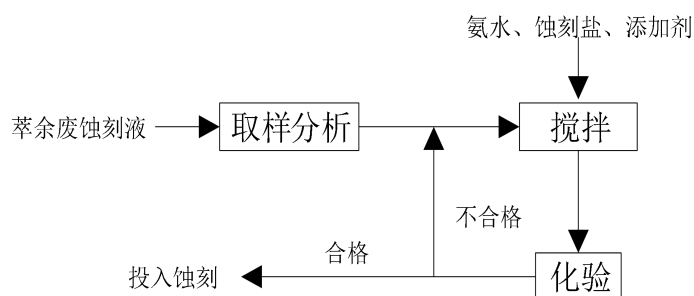 氨水、蚀刻盐、添加剂
萃余废蚀刻液
取样分析
搅拌
不合格
合格
投入蚀刻
化验